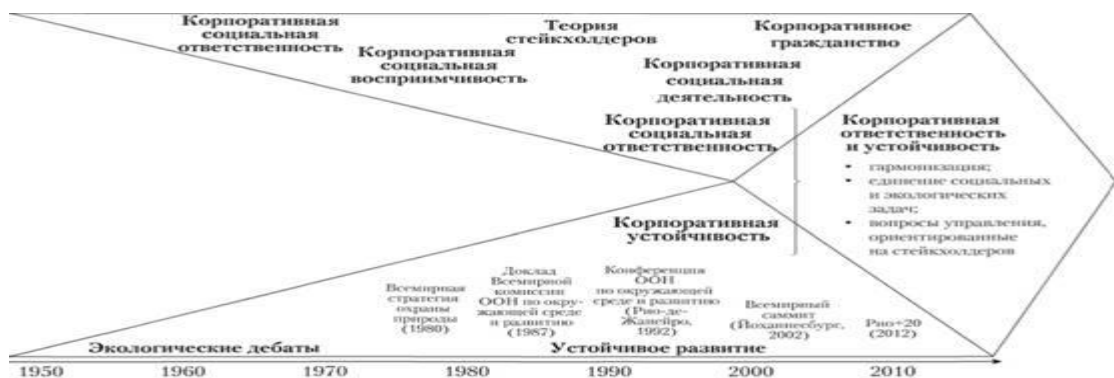 Корпоративная
социальная
ответственность
Корпоративная
социальная
восприимчивость
Теория
стейкхолдеров
Корпоративное
гражданство
Корпоративная
социальная
деятельность
Корпоративная
социальная
ответственность
Корпоративная
ответственность
и устойчивость
• гармонизация;
• единение социальных
и экологических
задач;
• вопросы управления,
ориентированные
на стейкхолдеров
Корпоративная
устойчивость
Всемирная
стратегия
охраны
природы
(1980)
Доклад
Всемирной
комиссии
ООН по окру-
жающей среде
и развитию
(1987)
Конференция
ООН
по окружающей
среде и развитию
(Рио-де-
Жанейро,
1992)
Всемирный
саммит
(Йоханнесбург,
2002)
Рио+20
(2012)
Экологические дебаты
Устойчивое развитие
1950 1960 1970 1980 1990 2000 2010